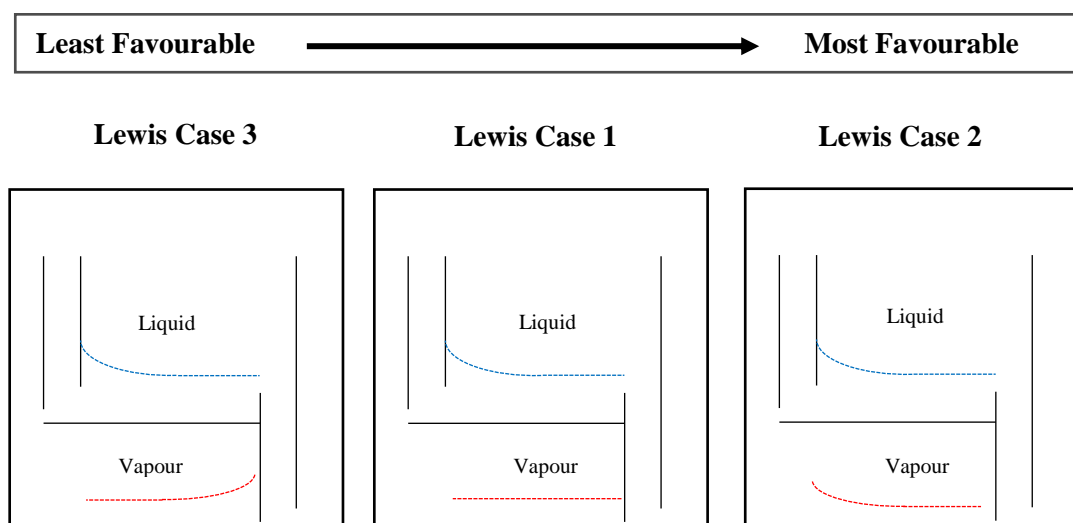 Least Favourable
Most Favourable
Lewis Case 3
Lewis Case 1
Lewis Case 2
Liquid
Liquid
Liquid
Vapour
Vapour
Vapour